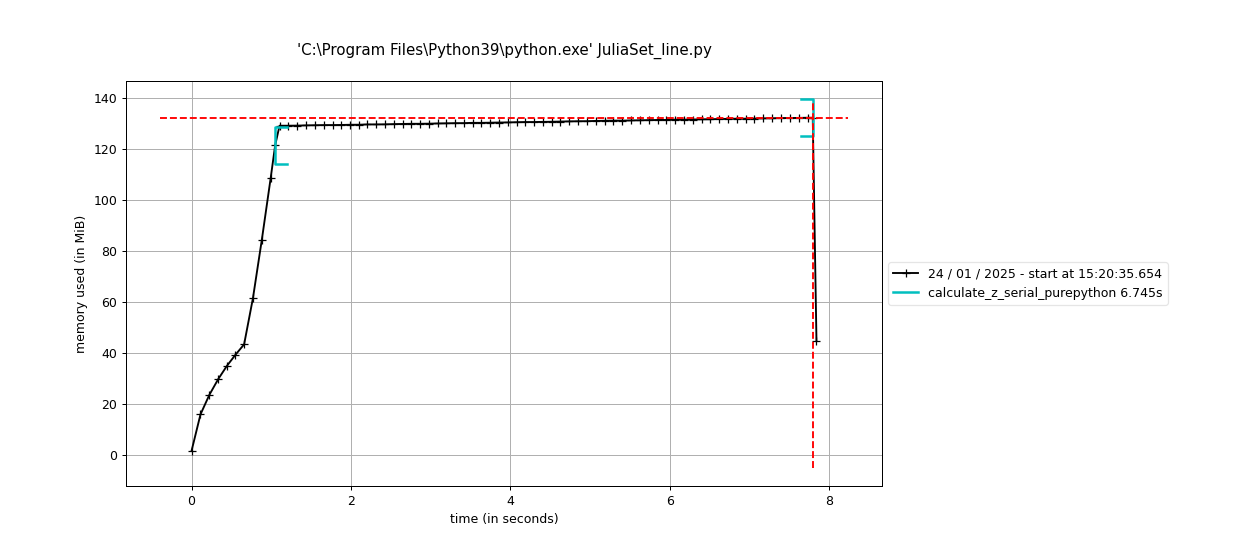 'C:\Program Files\Python39\python.exe' JuliaSet_line.py
140
120
100
80
60
40
20
0
memory used (in MiB)
0 2 4 6 8
time (in seconds)
24 / 01 / 2025 - start at 15:20:35.654
calculate_z_serial_purepython 6.745s